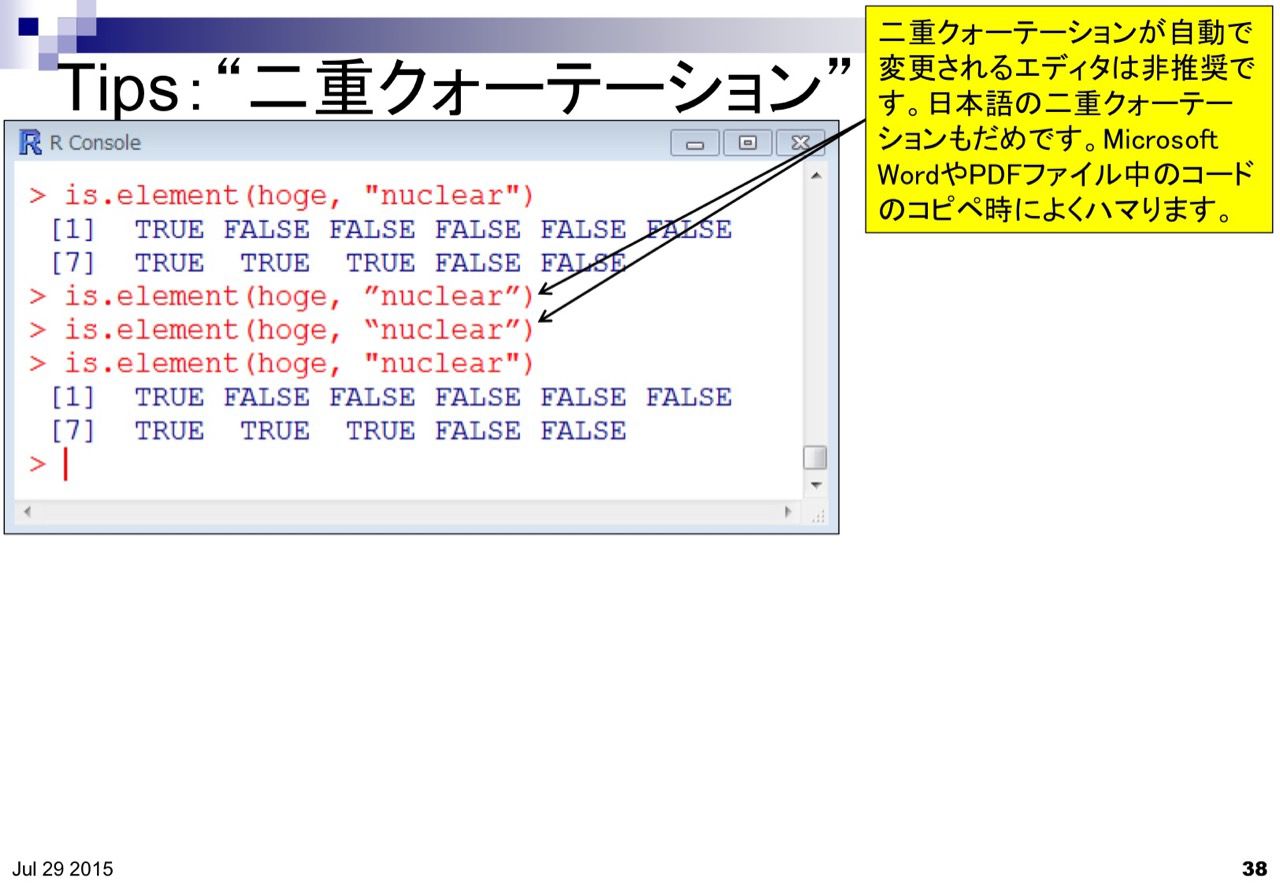 Tips：“二重クォーテーション”
二重クォーテーションが自動で
変更されるエディタは非推奨で
す。日本語の二重クォーテー
ションもだめです。Microsoft
WordやPDFファイル中のコード
のコピペ時によくハマります。
R R Console
> is.element(hoge, "nuclear")
[1] TRUE FALSE FALSE FALSE FALSE FALSE
[7] TRUE TRUE TRUE FALSE FALSE
> is.element(hoge, ”nuclear”)
> is.element(hoge, “nuclear”)
> is.element(hoge, "nuclear")
[1] TRUE FALSE FALSE FALSE FALSE FALSE
[7] TRUE TRUE TRUE FALSE FALSE
>
Jul 29 2015
38